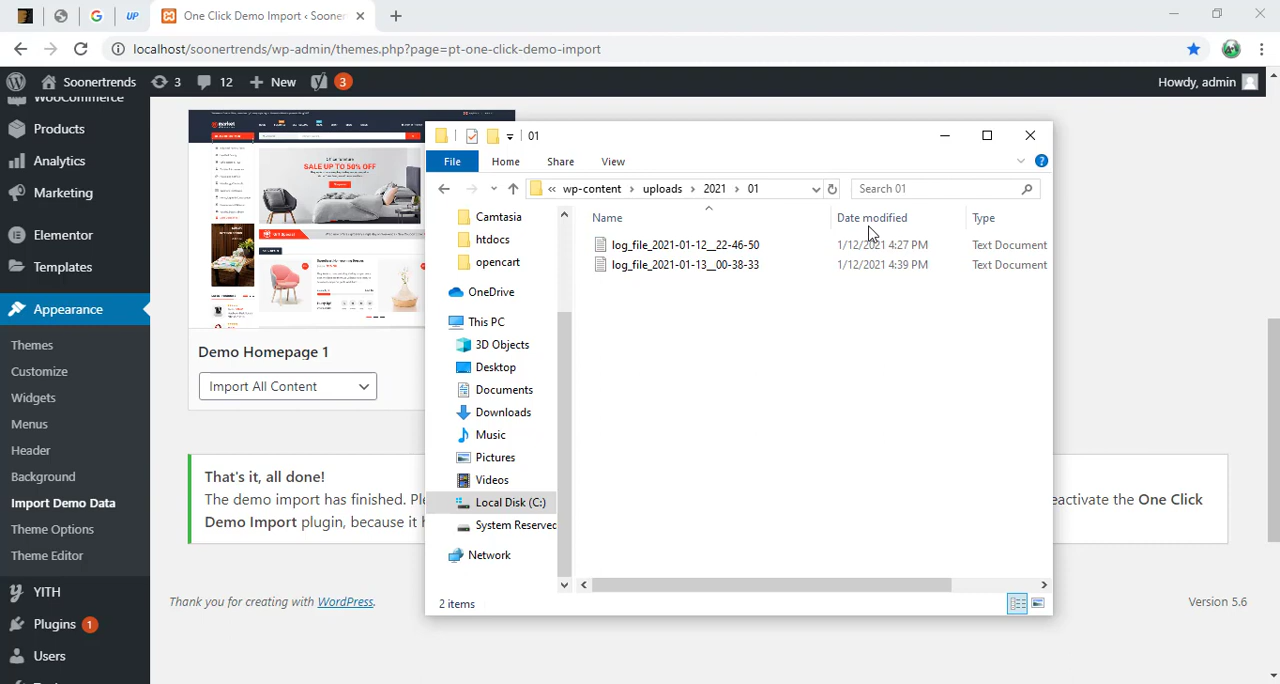 UP
One Click Demo Import ‹ Sooner
localhost/soonertrends/wp-admin/themes.php?page=pt-one-click-demo-import
Soonertrends 3 12 New 3
Howdy, admin
WooCommerce
Products
Analytics
Marketing
Elementor
Templates
Appearance
Themes
Customize
Widgets
Menus
Header
Background
Import Demo Data
Theme Options
Theme Editor
YITH
Plugins 1
Users
market
SALE UP TO 50% OFF
Demo Homepage 1
Import All Content
That's it, all done!
The demo import has finished. Ple
eactivate the One Click
Demo Import plugin, because it h
Thank you for creating with WordPress.
Version 5.6
01
File Home Share View
« wp-content › uploads › 2021 › 01
Search 01
Camtasia
htdocs
opencart
OneDrive
This PC
3D Objects
Desktop
Documents
Downloads
Music
Pictures
Videos
Local Disk (C:)
System Reserved
Network
Name Date modified Type
log_file_2021-01-12__22-46-50 1/12/2021 4:27 PM Text Document
log_file_2021-01-13__00-38-33 1/12/2021 4:39 PM Text Document
2 items